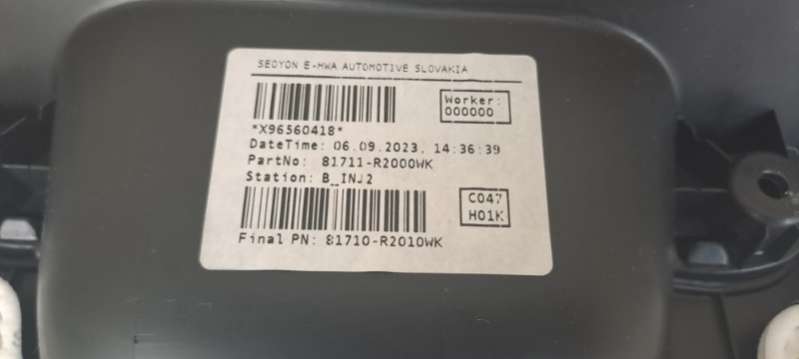 SEOYON E-HWA AUTOMOTIVE SLOVAKIA
Worker:
000000
*X96560418*
DateTime: 06.09.2023, 14:36:39
PartNo: 81711-R2000WK
Station: B_INJ2
C047
H01K
Final PN: 81710-R2010WK